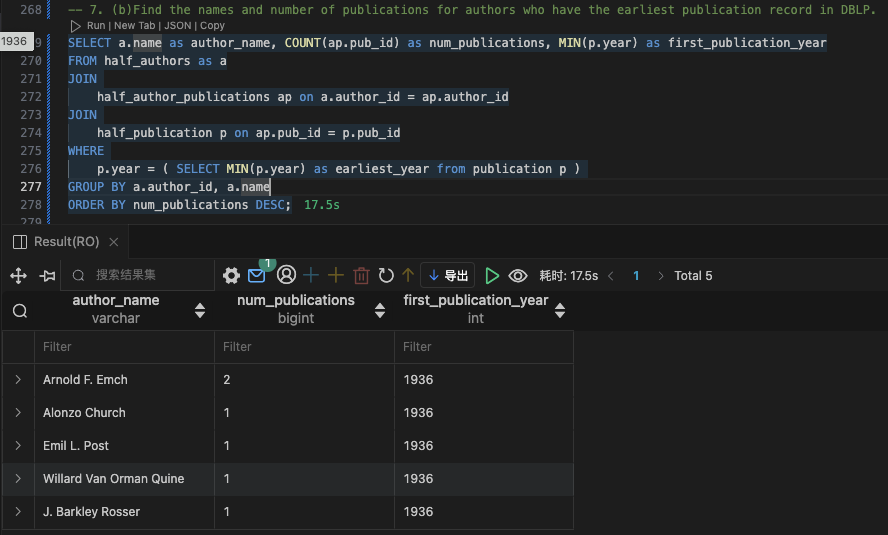 268 -- 7. (b)Find the names and number of publications for authors who have the earliest publication record in DBLP.
Run | New Tab | JSON | Copy
1936 9 SELECT a.name as author_name, COUNT(ap.pub_id) as num_publications, MIN(p.year) as first_publication_year
270 FROM half_authors as a
271 JOIN
272 half_author_publications ap on a.author_id = ap.author_id
273 JOIN
274 half_publication p on ap.pub_id = p.pub_id
275 WHERE
276 p.year = ( SELECT MIN(p.year) as earliest_year from publication p )
277 GROUP BY a.author_id, a.name
278 ORDER BY num_publications DESC; 17.5s
279
Result(RO)
搜索结果集 1 导出 耗时: 17.5s 1 Total 5
author_name num_publications first_publication_year
varchar bigint int
Filter Filter Filter
Arnold F. Emch 2 1936
Alonzo Church 1 1936
Emil L. Post 1 1936
Willard Van Orman Quine 1 1936
J. Barkley Rosser 1 1936